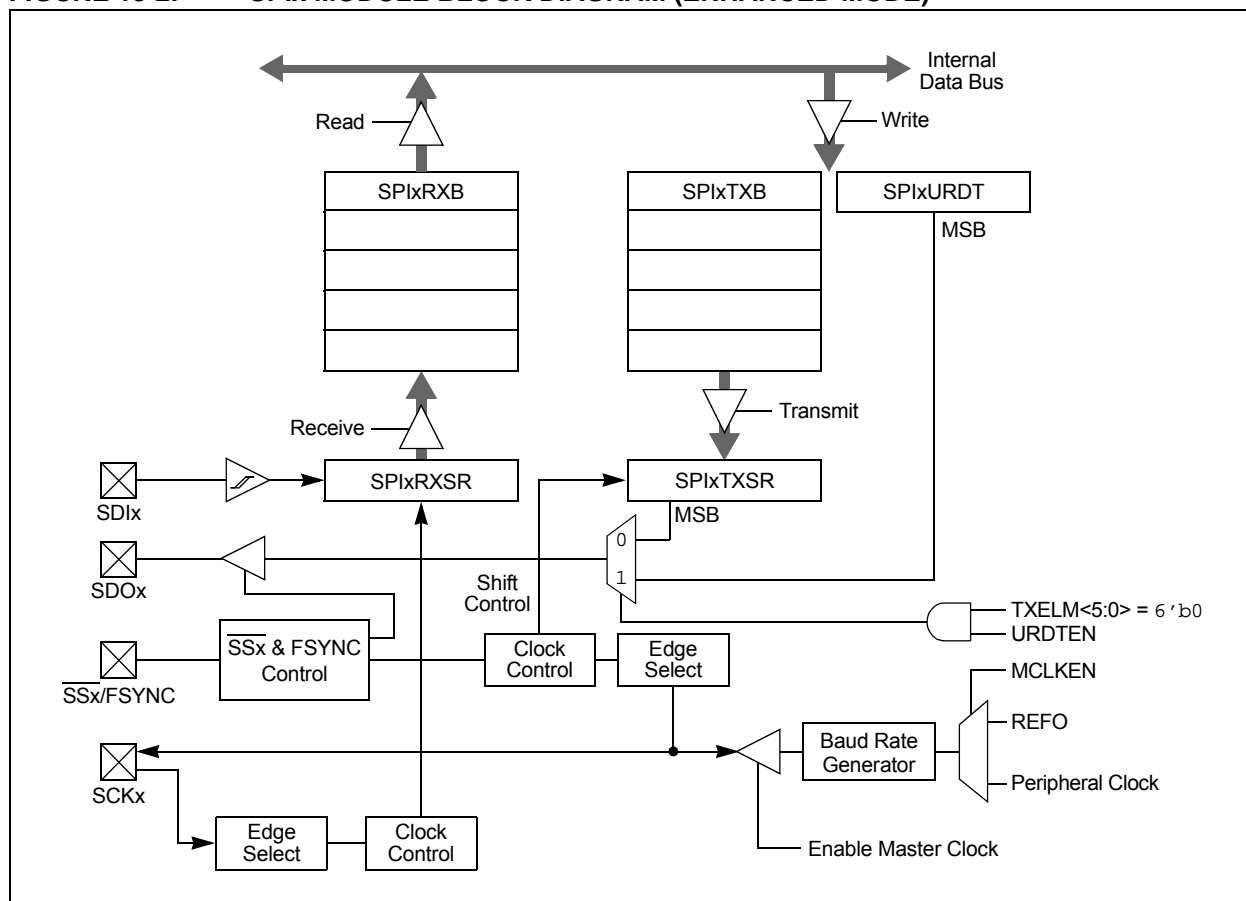 Internal
Data Bus
Read
Write
SPIxRXB
SPIxTXB
SPIxURDT
MSB
Transmit
Receive
SPIxRXSR
SPIxTXSR
SDIx
MSB
0
SDOx
1
Shift
Control
TXELM<5:0> = 6'b0
URDTEN
SSx & FSYNC
Control
Clock
Control
Edge
Select
MCLKEN
SSx/FSYNC
REFO
Baud Rate
Generator
SCKx
Peripheral Clock
Edge
Select
Clock
Control
Enable Master Clock